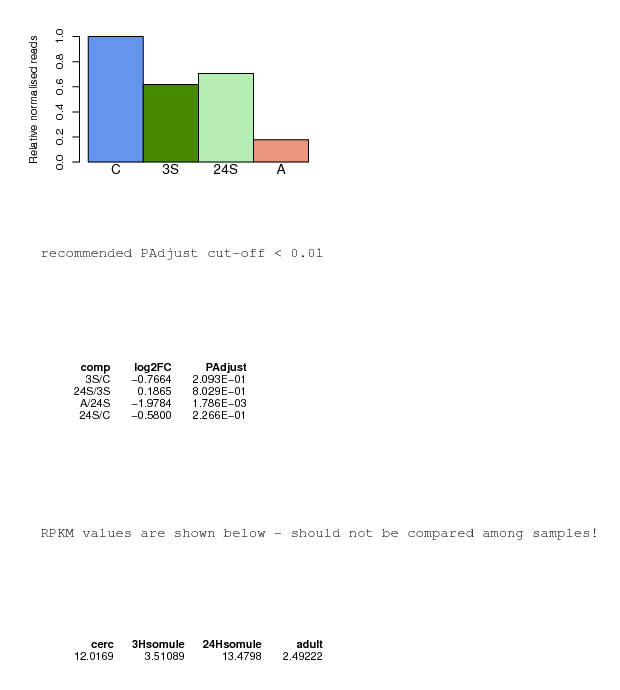 Relative normalised reads
1.0
0.8
0.6
0.4
0.2
0.0
C 3S 24S A
recommended PAdjust cut-off < 0.01
comp log2FC PAdjust
3S/C −0.7664 2.093E−01
24S/3S 0.1865 8.029E−01
A/24S −1.9784 1.786E−03
24S/C −0.5800 2.266E−01
RPKM values are shown below - should not be compared among samples!
cerc 3Hsomule 24Hsomule adult
12.0169 3.51089 13.4798 2.49222